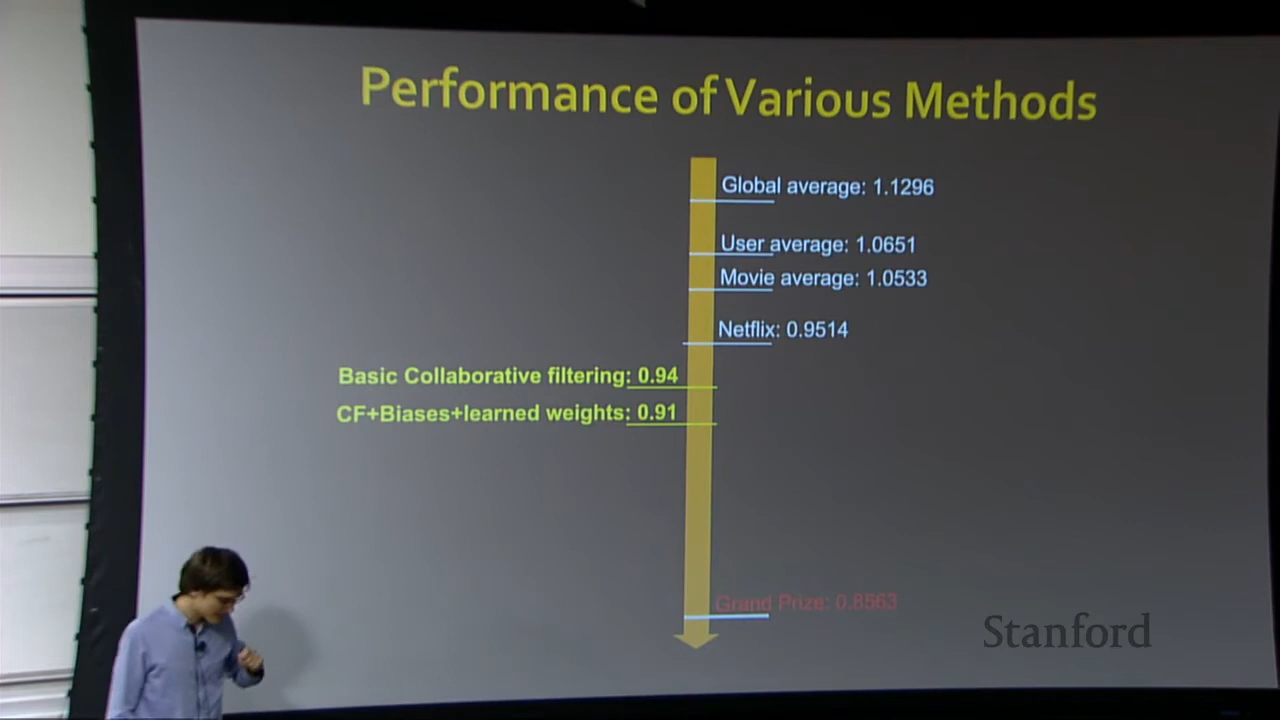 Performance of Various Methods
Global average: 1.1296
User average: 1.0651
Movie average: 1.0533
Netflix: 0.9514
Basic Collaborative filtering: 0.94
CF+Biases+learned weights: 0.91
Grand Prize: 0.8563
Stanford